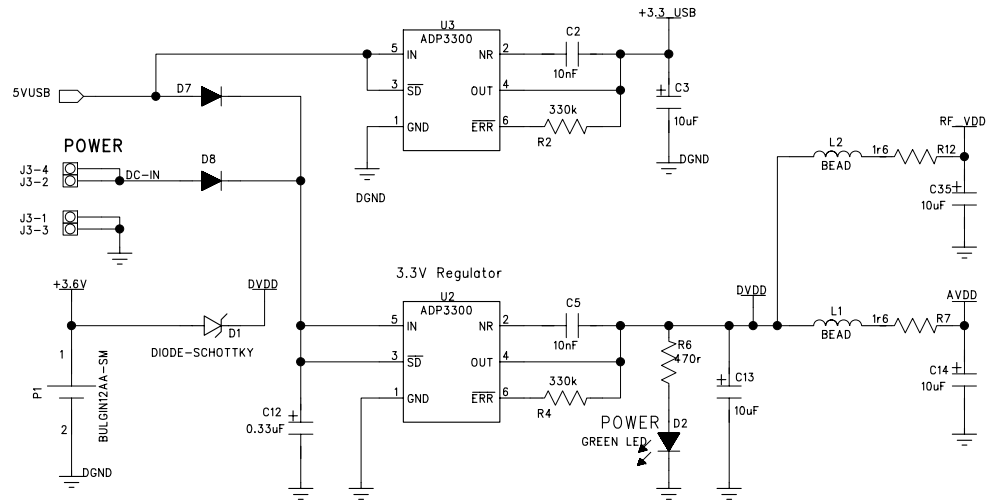 U3
ADP3300
5 IN
NR 2
3 SD
OUT 4
1 GND
ERR 6
C2
10nF
+3.3 USB
C3
10uF
DGND
330k
R2
DGND
5VUSB
D7
POWER
J3-4
J3-2
DC-IN
D8
J3-1
J3-3
L2
BEAD
1r6
R12
RF_VDD
C35
10uF
+3.6V
DVDD
D1
DIODE-SCHOTTKY
1
P1
BULGIN12AA-SM
2
DGND
3.3V Regulator
U2
ADP3300
5 IN
NR 2
3 SD
OUT 4
1 GND
ERR 6
C12
0.33uF
C5
10nF
330k
R4
R6
470r
POWER
D2
GREEN LED
DVDD
C13
10uF
L1
BEAD
1r6
R7
AVDD
C14
10uF